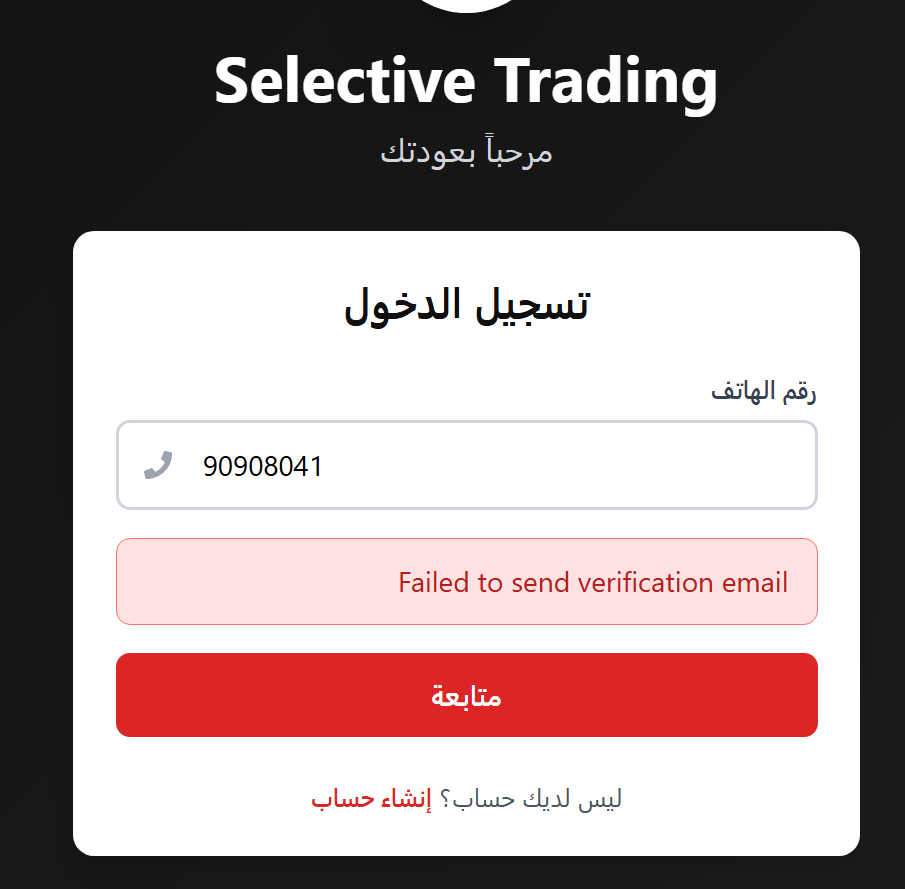 Selective Trading
مرحباً بعودتك
تسجيل الدخول
رقم الهاتف
90908041
Failed to send verification email
متابعة
ليس لديك حساب؟ إنشاء حساب